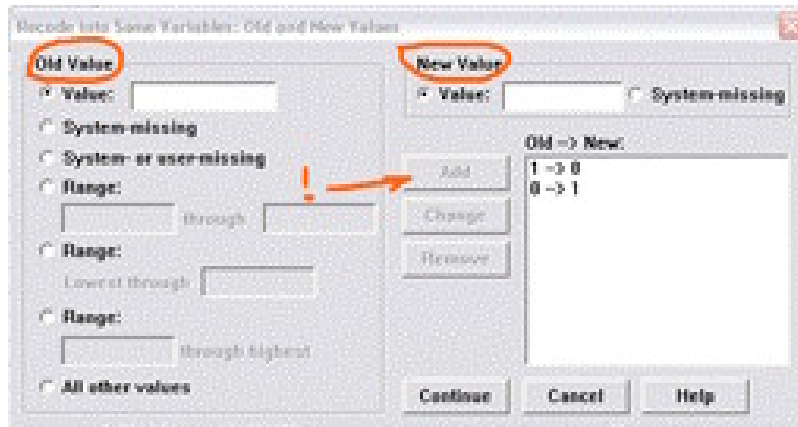 Recode into Same Variables: Old and New Values
Old Value
Value:
System-missing
System- or user-missing
Range:
through
Range:
Lowest through
Range:
through highest
All other values
New Value
Value:
System-missing
Old -> New:
1 -> 0
0 -> 1
!
Add
Change
Remove
Continue
Cancel
Help